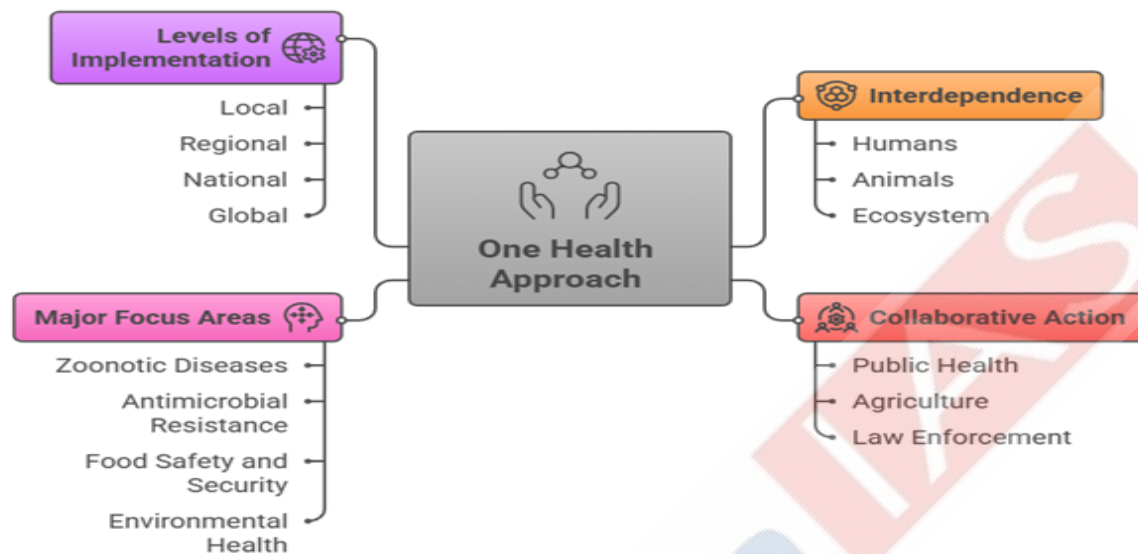 Levels of
Implementation
Local
Regional
National
Global
Interdependence
Humans
Animals
Ecosystem
One Health
Approach
Major Focus Areas
Zoonotic Diseases
Antimicrobial
Resistance
Food Safety and
Security
Environmental
Health
Collaborative Action
Public Health
Agriculture
Law Enforcement
IAS